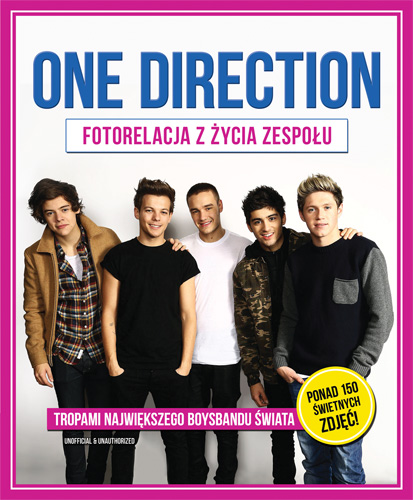 ONE DIRECTION
FOTORELACJA Z ŻYCIA ZESPOŁU
TROPAMI NAJWIĘKSZEGO BOYSBANDU ŚWIATA
PONAD 150
ŚWIETNYCH
ZDJĘĆ!
UNOFFICIAL & UNAUTHORIZED